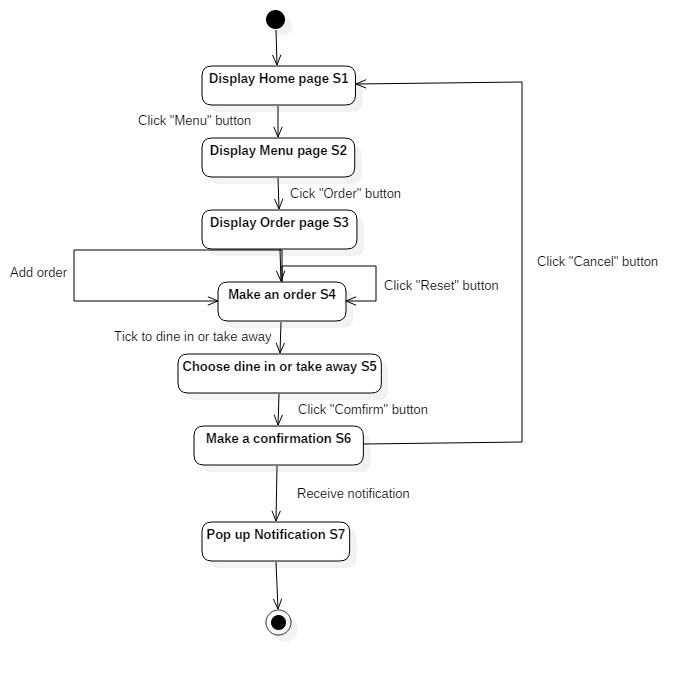 Display Home page S1
Click "Menu" button
Display Menu page S2
Cick "Order" button
Display Order page S3
Click "Cancel" button
Add order
Click "Reset" button
Make an order S4
Tick to dine in or take away
Choose dine in or take away S5
Click "Comfirm" button
Make a confirmation S6
Receive notification
Pop up Notification S7